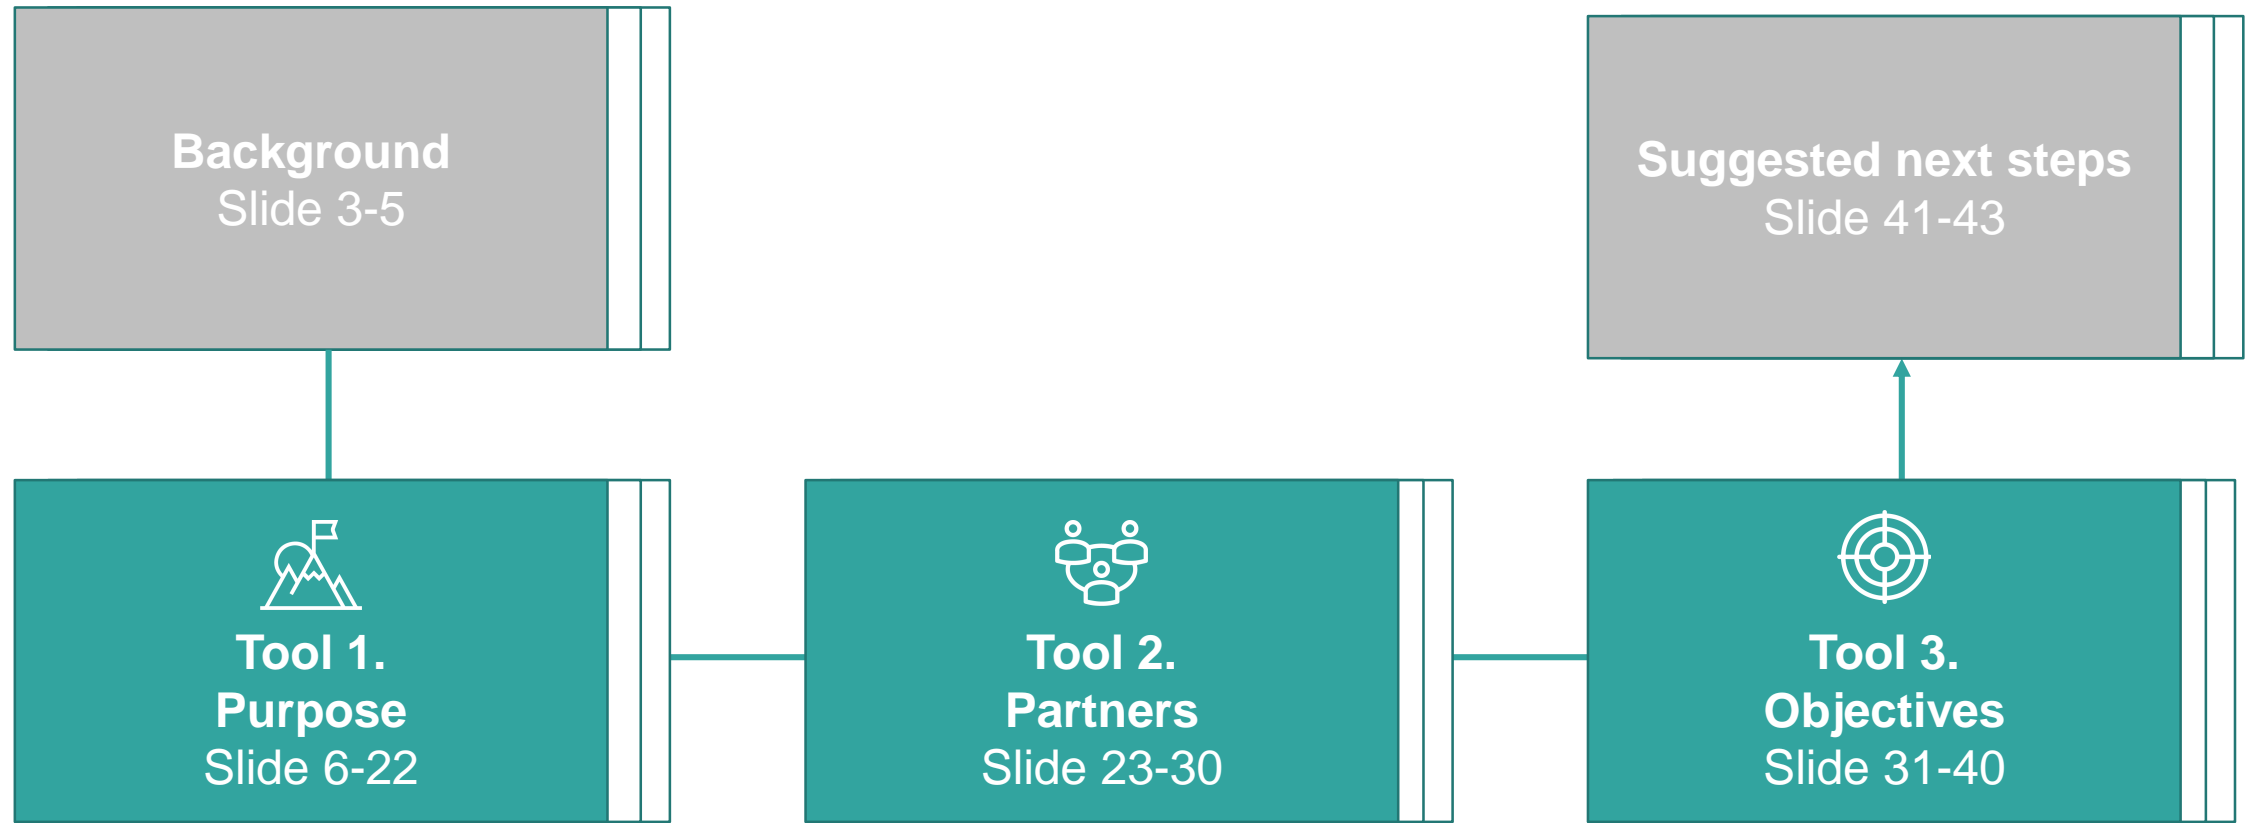 Background
Slide 3-5
Suggested next steps
Slide 41-43
Tool 1.
Purpose
Slide 6-22
Tool 2.
Partners
Slide 23-30
Tool 3.
Objectives
Slide 31-40